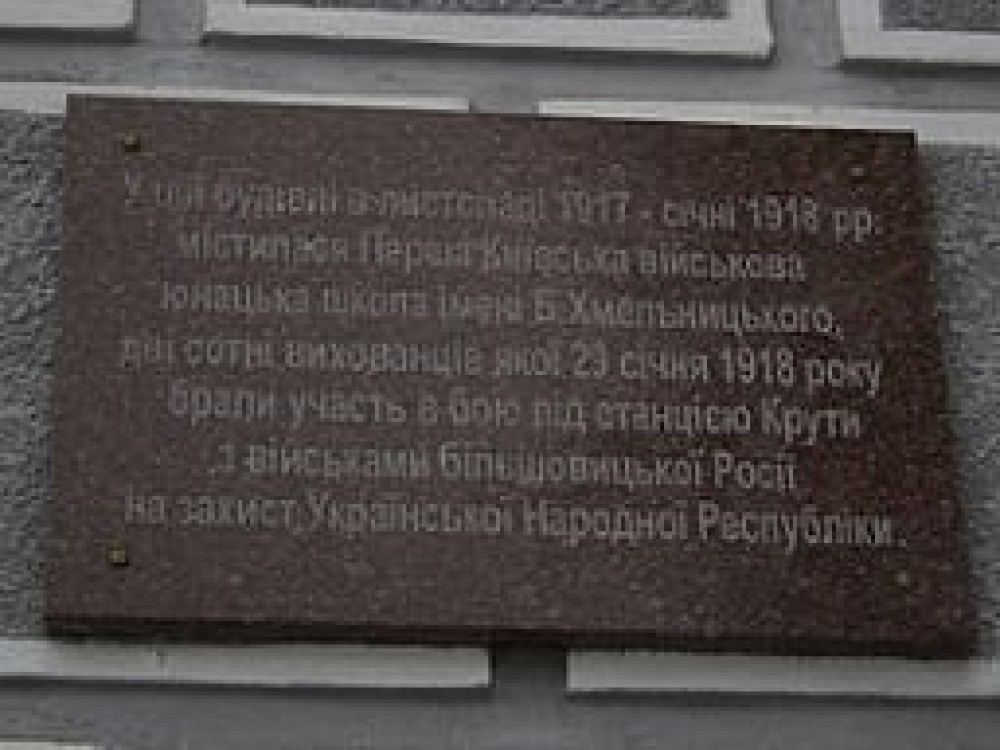 У цій будівлі в листопаді 1917 - січні 1918 рр.
містилася Перша Київська військова
юнацька школа імені Б.Хмельницького,
дві сотні вихованців якої 29 січня 1918 року
брали участь в бою під станцією Крути
з військами більшовицької Росії
на захист Української Народної Республіки.